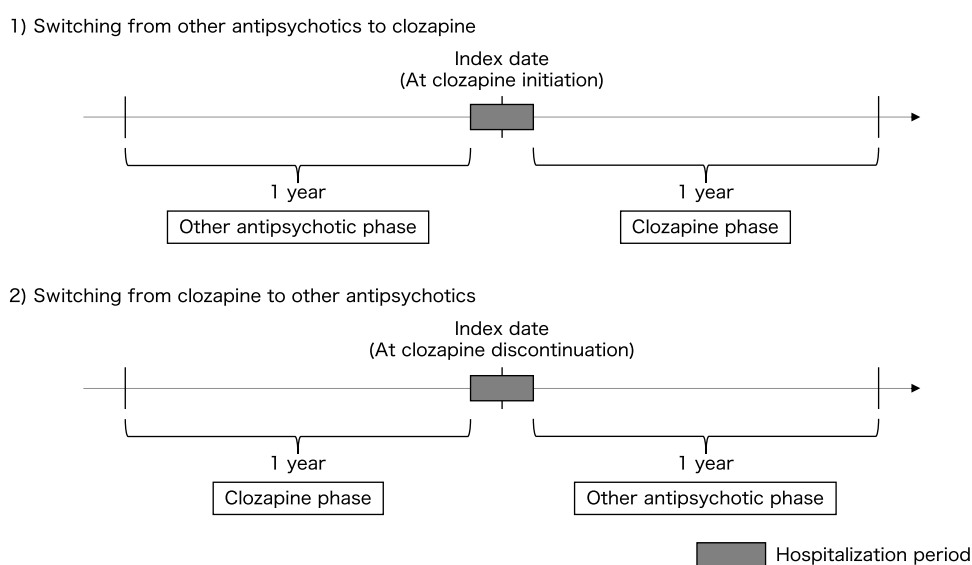 1) Switching from other antipsychotics to clozapine
Index date
(At clozapine initiation)
1 year
1 year
Other antipsychotic phase
Clozapine phase
2) Switching from clozapine to other antipsychotics
Index date
(At clozapine discontinuation)
1 year
1 year
Clozapine phase
Other antipsychotic phase
Hospitalization period